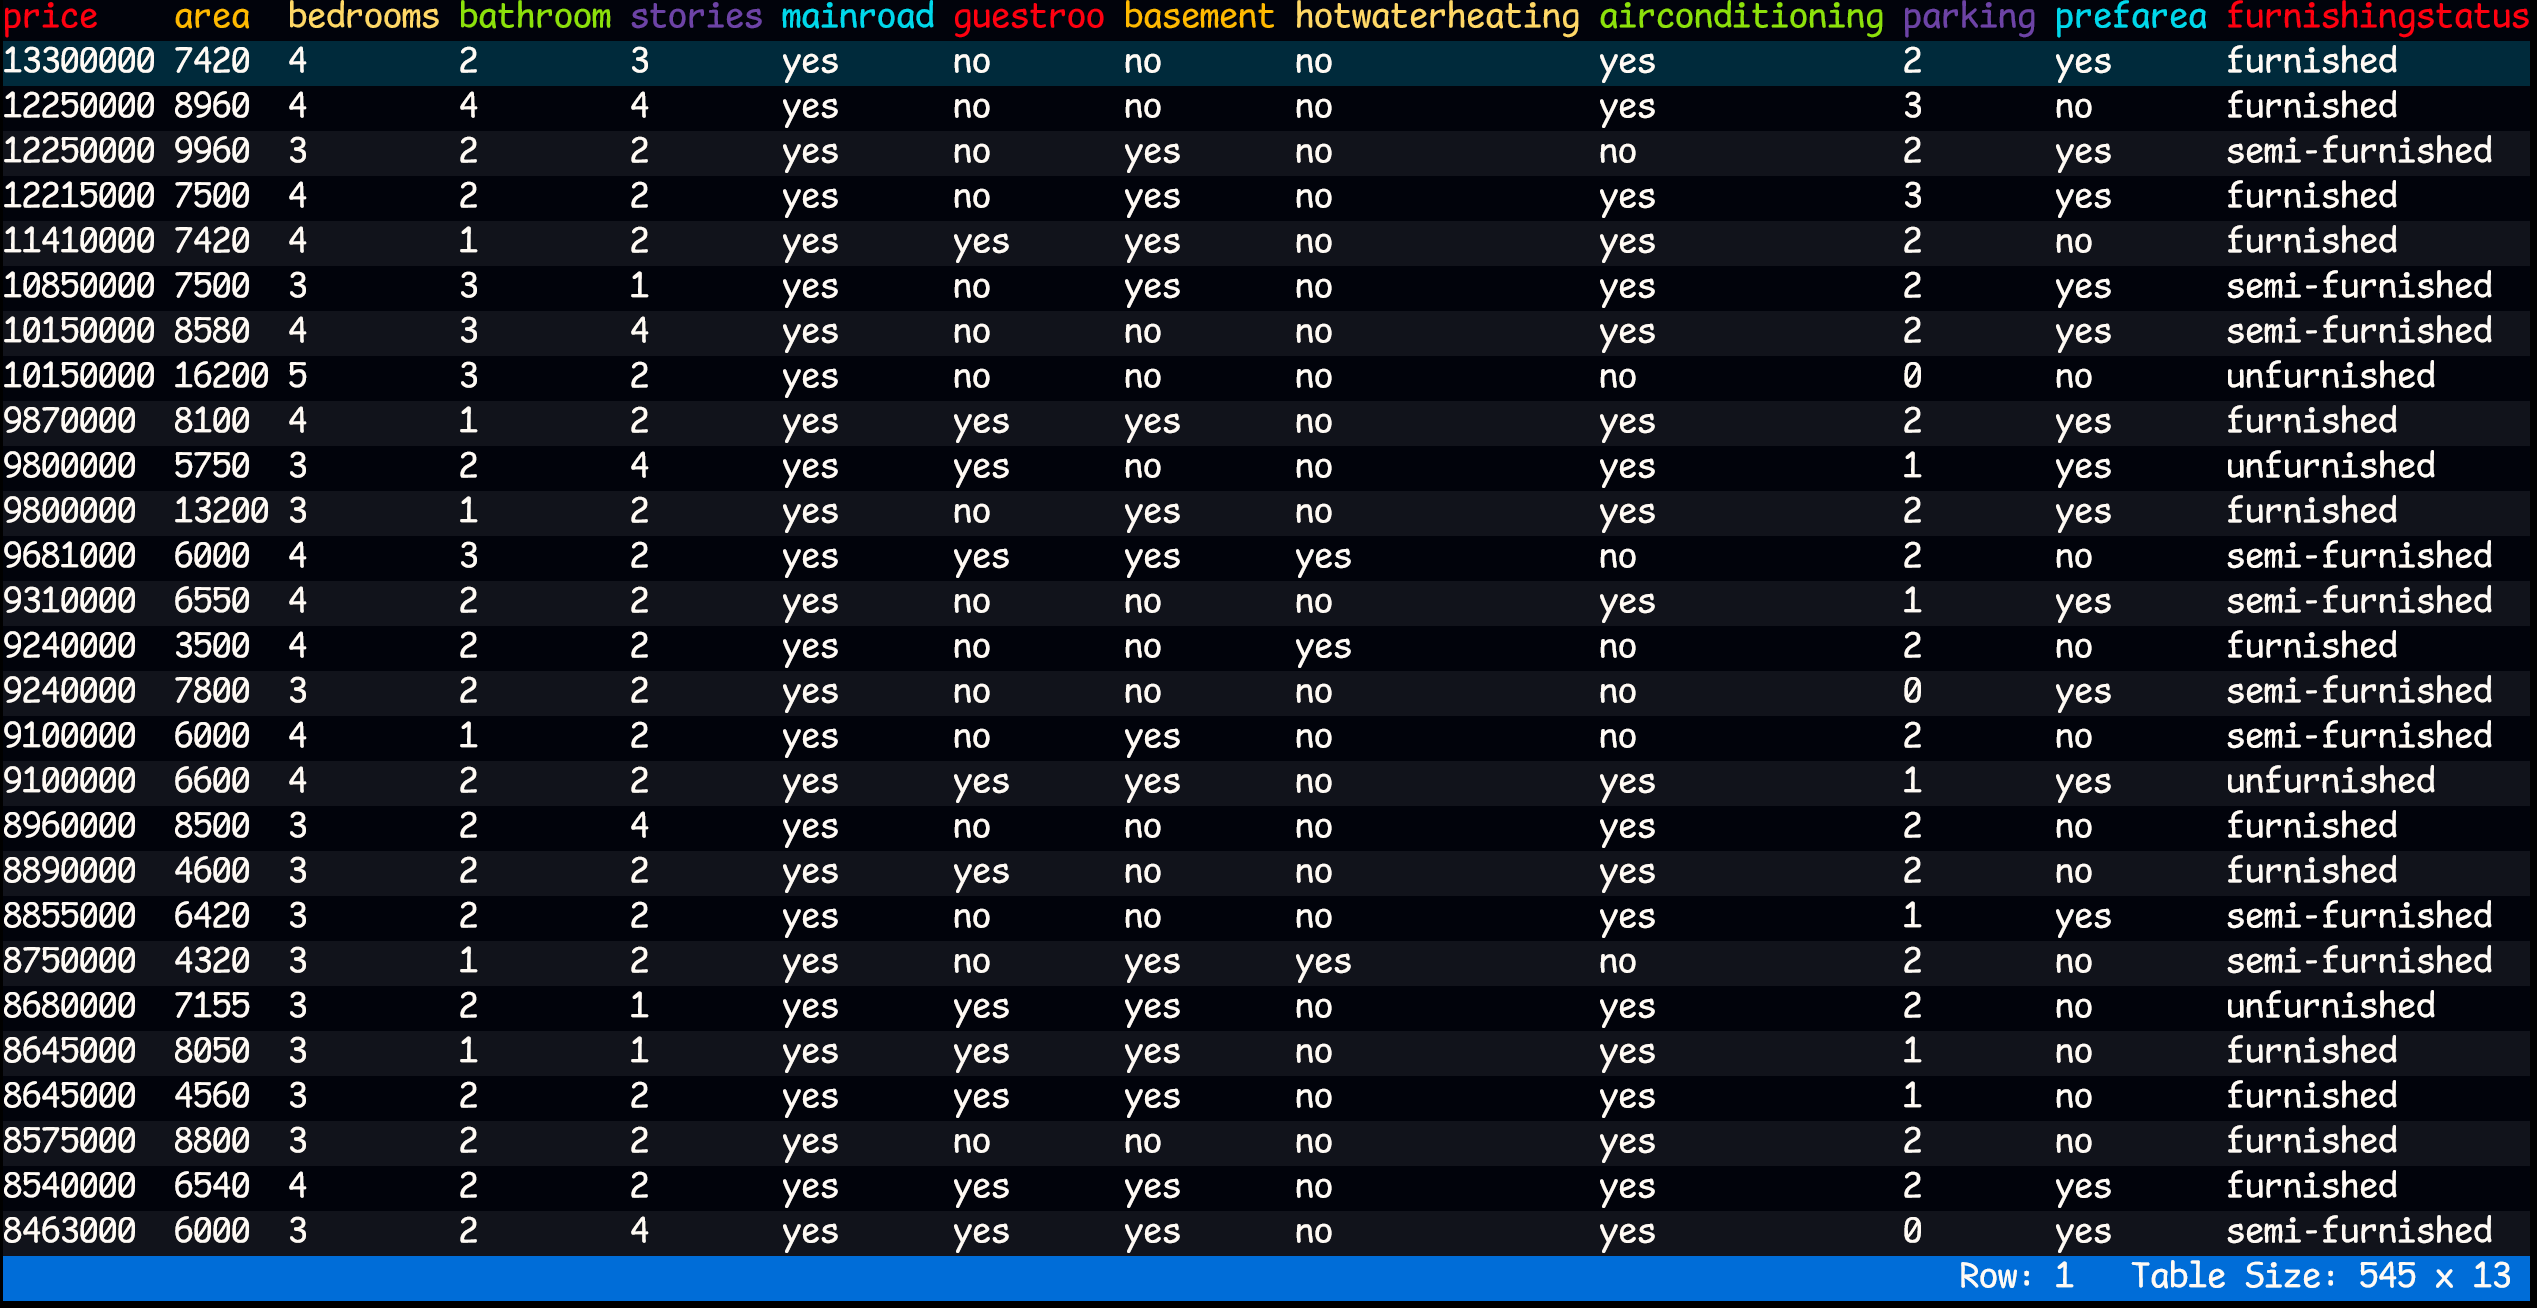 price area bedrooms bathroom stories mainroad guestroo basement hotwaterheating airconditioning parking prefarea furnishingstatus
13300000 7420 4 2 3 yes no no no yes 2 yes furnished
12250000 8960 4 4 4 yes no no no yes 3 no furnished
12250000 9960 3 2 2 yes no yes no no 2 yes semi-furnished
12215000 7500 4 2 2 yes no yes no yes 3 yes furnished
11410000 7420 4 1 2 yes yes yes no yes 2 no furnished
10850000 7500 3 3 1 yes no yes no yes 2 yes semi-furnished
10150000 8580 4 3 4 yes no no no yes 2 yes semi-furnished
10150000 16200 5 3 2 yes no no no no 0 no unfurnished
9870000 8100 4 1 2 yes yes yes no yes 2 yes furnished
9800000 5750 3 2 4 yes yes no no yes 1 yes unfurnished
9800000 13200 3 1 2 yes no yes no yes 2 yes furnished
9681000 6000 4 3 2 yes yes yes yes no 2 no semi-furnished
9310000 6550 4 2 2 yes no no no yes 1 yes semi-furnished
9240000 3500 4 2 2 yes no no yes no 2 no furnished
9240000 7800 3 2 2 yes no no no no 0 yes semi-furnished
9100000 6000 4 1 2 yes no yes no no 2 no semi-furnished
9100000 6600 4 2 2 yes yes yes no yes 1 yes unfurnished
8960000 8500 3 2 4 yes no no no yes 2 no furnished
8890000 4600 3 2 2 yes yes no no yes 2 no furnished
8855000 6420 3 2 2 yes no no no yes 1 yes semi-furnished
8750000 4320 3 1 2 yes no yes yes no 2 no semi-furnished
8680000 7155 3 2 1 yes yes yes no yes 2 no unfurnished
8645000 8050 3 1 1 yes yes yes no yes 1 no furnished
8645000 4560 3 2 2 yes yes yes no yes 1 no furnished
8575000 8800 3 2 2 yes no no no yes 2 no furnished
8540000 6540 4 2 2 yes yes yes no yes 2 yes furnished
8463000 6000 3 2 4 yes yes yes no yes 0 yes semi-furnished
Row: 1 Table Size: 545 x 13